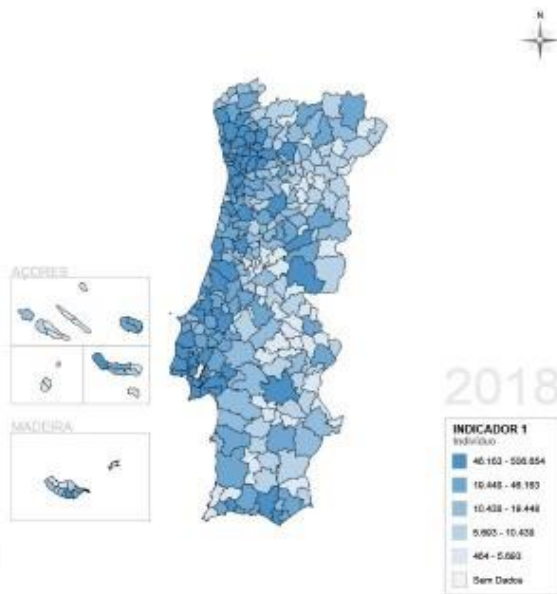 N
AÇORES
MADEIRA
2018
INDICADOR 1
Indivíduo
46.163 - 506.654
19.448 - 46.163
10.438 - 19.448
5.693 - 10.438
464 - 5.693
Sem Dados